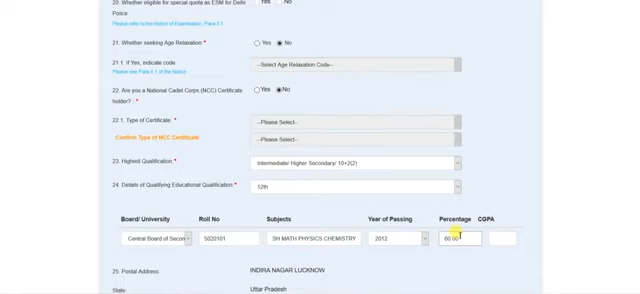 20. Whether eligible for special quota as ESM for Delhi Police
Yes No
Please refer to the Notice of Examination, Para
21. Whether seeking Age Relaxation * Yes No
21.1. If Yes, indicate code --Select Age Relaxation Code--
Please see Para of the Notice
22. Are you a National Cadet Corps (NCC) Certificate Yes No
holder? *
22.1. Type of Certificate: --Please Select--
Confirm Type of NCC Certificate: --Please Select--
23. Highest Qualification * Intermediate/ Higher Secondary/ 10+2(2)
24. Details of Qualifying Educational Qualification * 12th
Board/ University Roll No Subjects Year of Passing Percentage CGPA
Central Board of Secon 5020101 SH MATH PHYSICS CHEMISTRY 2012 60.00
25. Postal Address: INDIRA NAGAR LUCKNOW
State: Uttar Pradesh